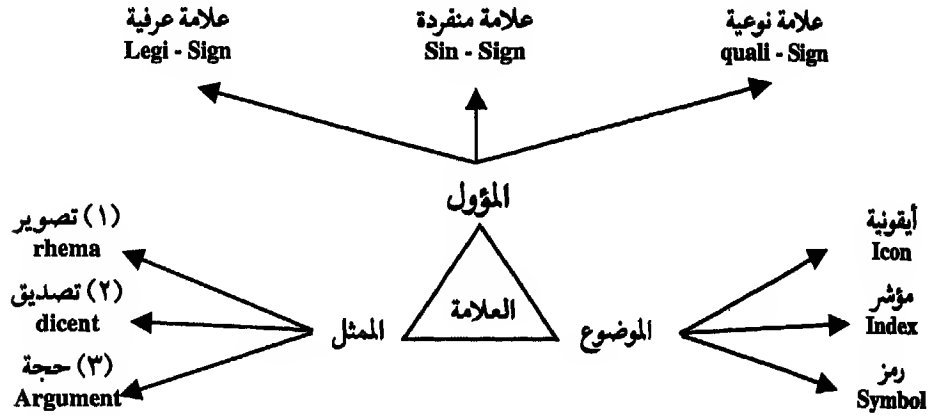 علامة نوعية
quali - Sign
علامة منفردة
Sin - Sign
علامة عرفية
Legi - Sign
المؤول
أيقونية
Icon
مؤشر
Index
رمز
Symbol
الموضوع
العلامة
الممثل
(١) تصوير
rhema
(٢) تصديق
dicent
(٣) حجة
Argument